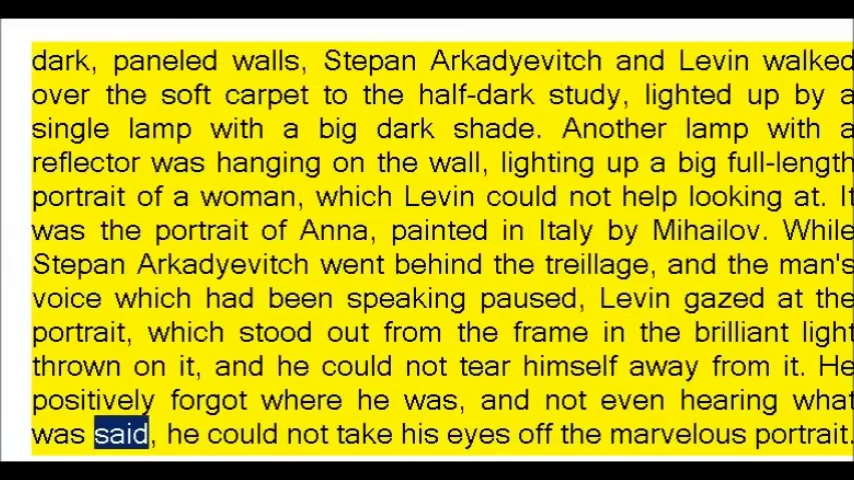 dark, paneled walls, Stepan Arkadyevitch and Levin walked
over the soft carpet to the half-dark study, lighted up by a
single lamp with a big dark shade. Another lamp with a
reflector was hanging on the wall, lighting up a big full-length
portrait of a woman, which Levin could not help looking at. It
was the portrait of Anna, painted in Italy by Mihailov. While
Stepan Arkadyevitch went behind the treillage, and the man's
voice which had been speaking paused, Levin gazed at the
portrait, which stood out from the frame in the brilliant light
thrown on it, and he could not tear himself away from it. He
positively forgot where he was, and not even hearing what
was said, he could not take his eyes off the marvelous portrait.